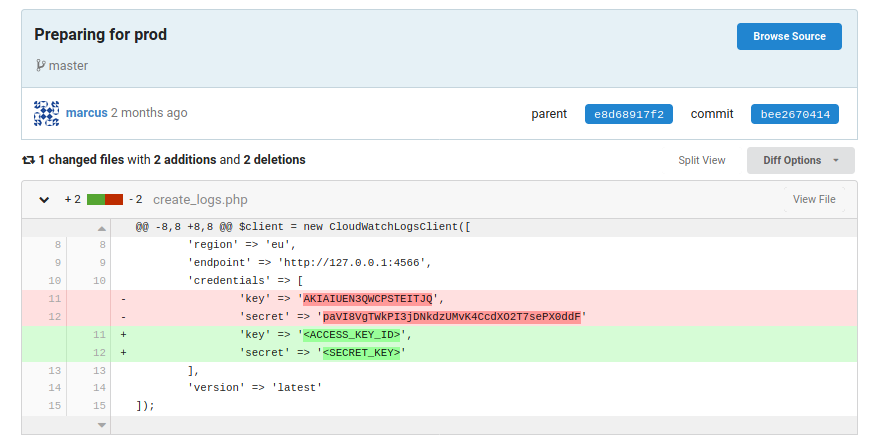 Preparing for prod
Browse Source
master
marcus 2 months ago
parent e8d68917f2 commit bee2670414
1 changed files with 2 additions and 2 deletions
Split View
Diff Options
+ 2 - 2 create_logs.php
View File
@@ -8,8 +8,8 @@ $client = new CloudWatchLogsClient([
8 8 'region' => 'eu',
9 9 'endpoint' => 'http://127.0.0.1:4566',
10 10 'credentials' => [
11 - 'key' => 'AKIAIUEN3QWCPSTEITJQ',
12 - 'secret' => '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'
11 + 'key' => '<ACCESS_KEY_ID>',
12 + 'secret' => '<SECRET_KEY>'
13 13 ],
14 14 'version' => 'latest'
15 15 ]);